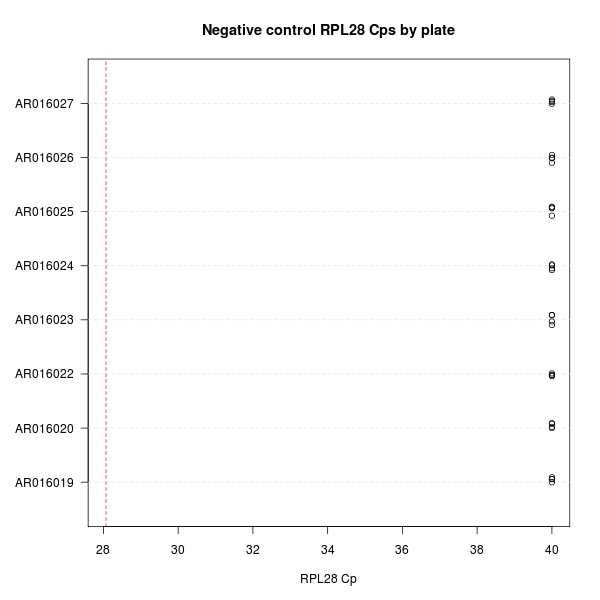 Negative control RPL28 Cps by plate
AR016027
AR016026
AR016025
AR016024
AR016023
AR016022
AR016020
AR016019
28 30 32 34 36 38 40
RPL28 Cp